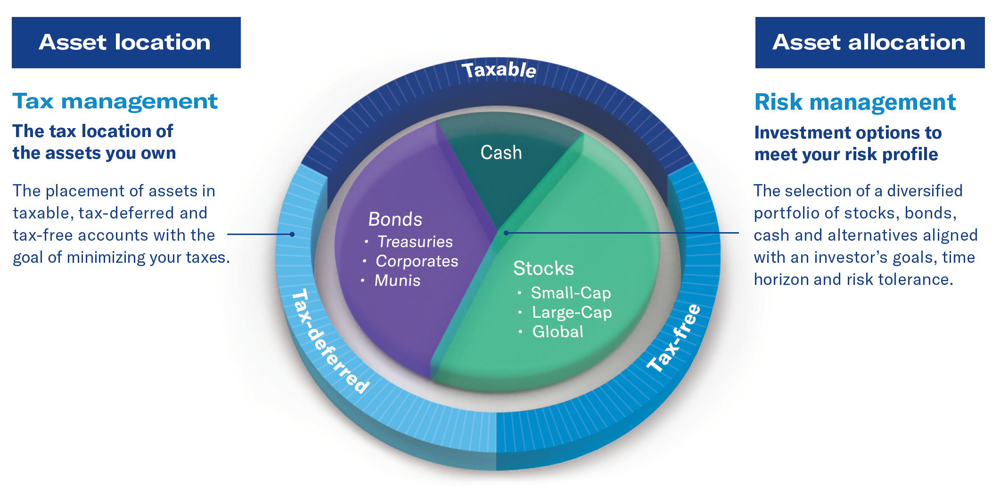 Asset location
Tax management
The tax location of
the assets you own
The placement of assets in
taxable, tax-deferred and
tax-free accounts with the
goal of minimizing your taxes.
Taxable
Cash
Bonds
• Treasuries
• Corporates
• Munis
Stocks
• Small-Cap
• Large-Cap
• Global
Tax-deferred
Tax-free
Asset allocation
Risk management
Investment options to
meet your risk profile
The selection of a diversified
portfolio of stocks, bonds,
cash and alternatives aligned
with an investor’s goals, time
horizon and risk tolerance.